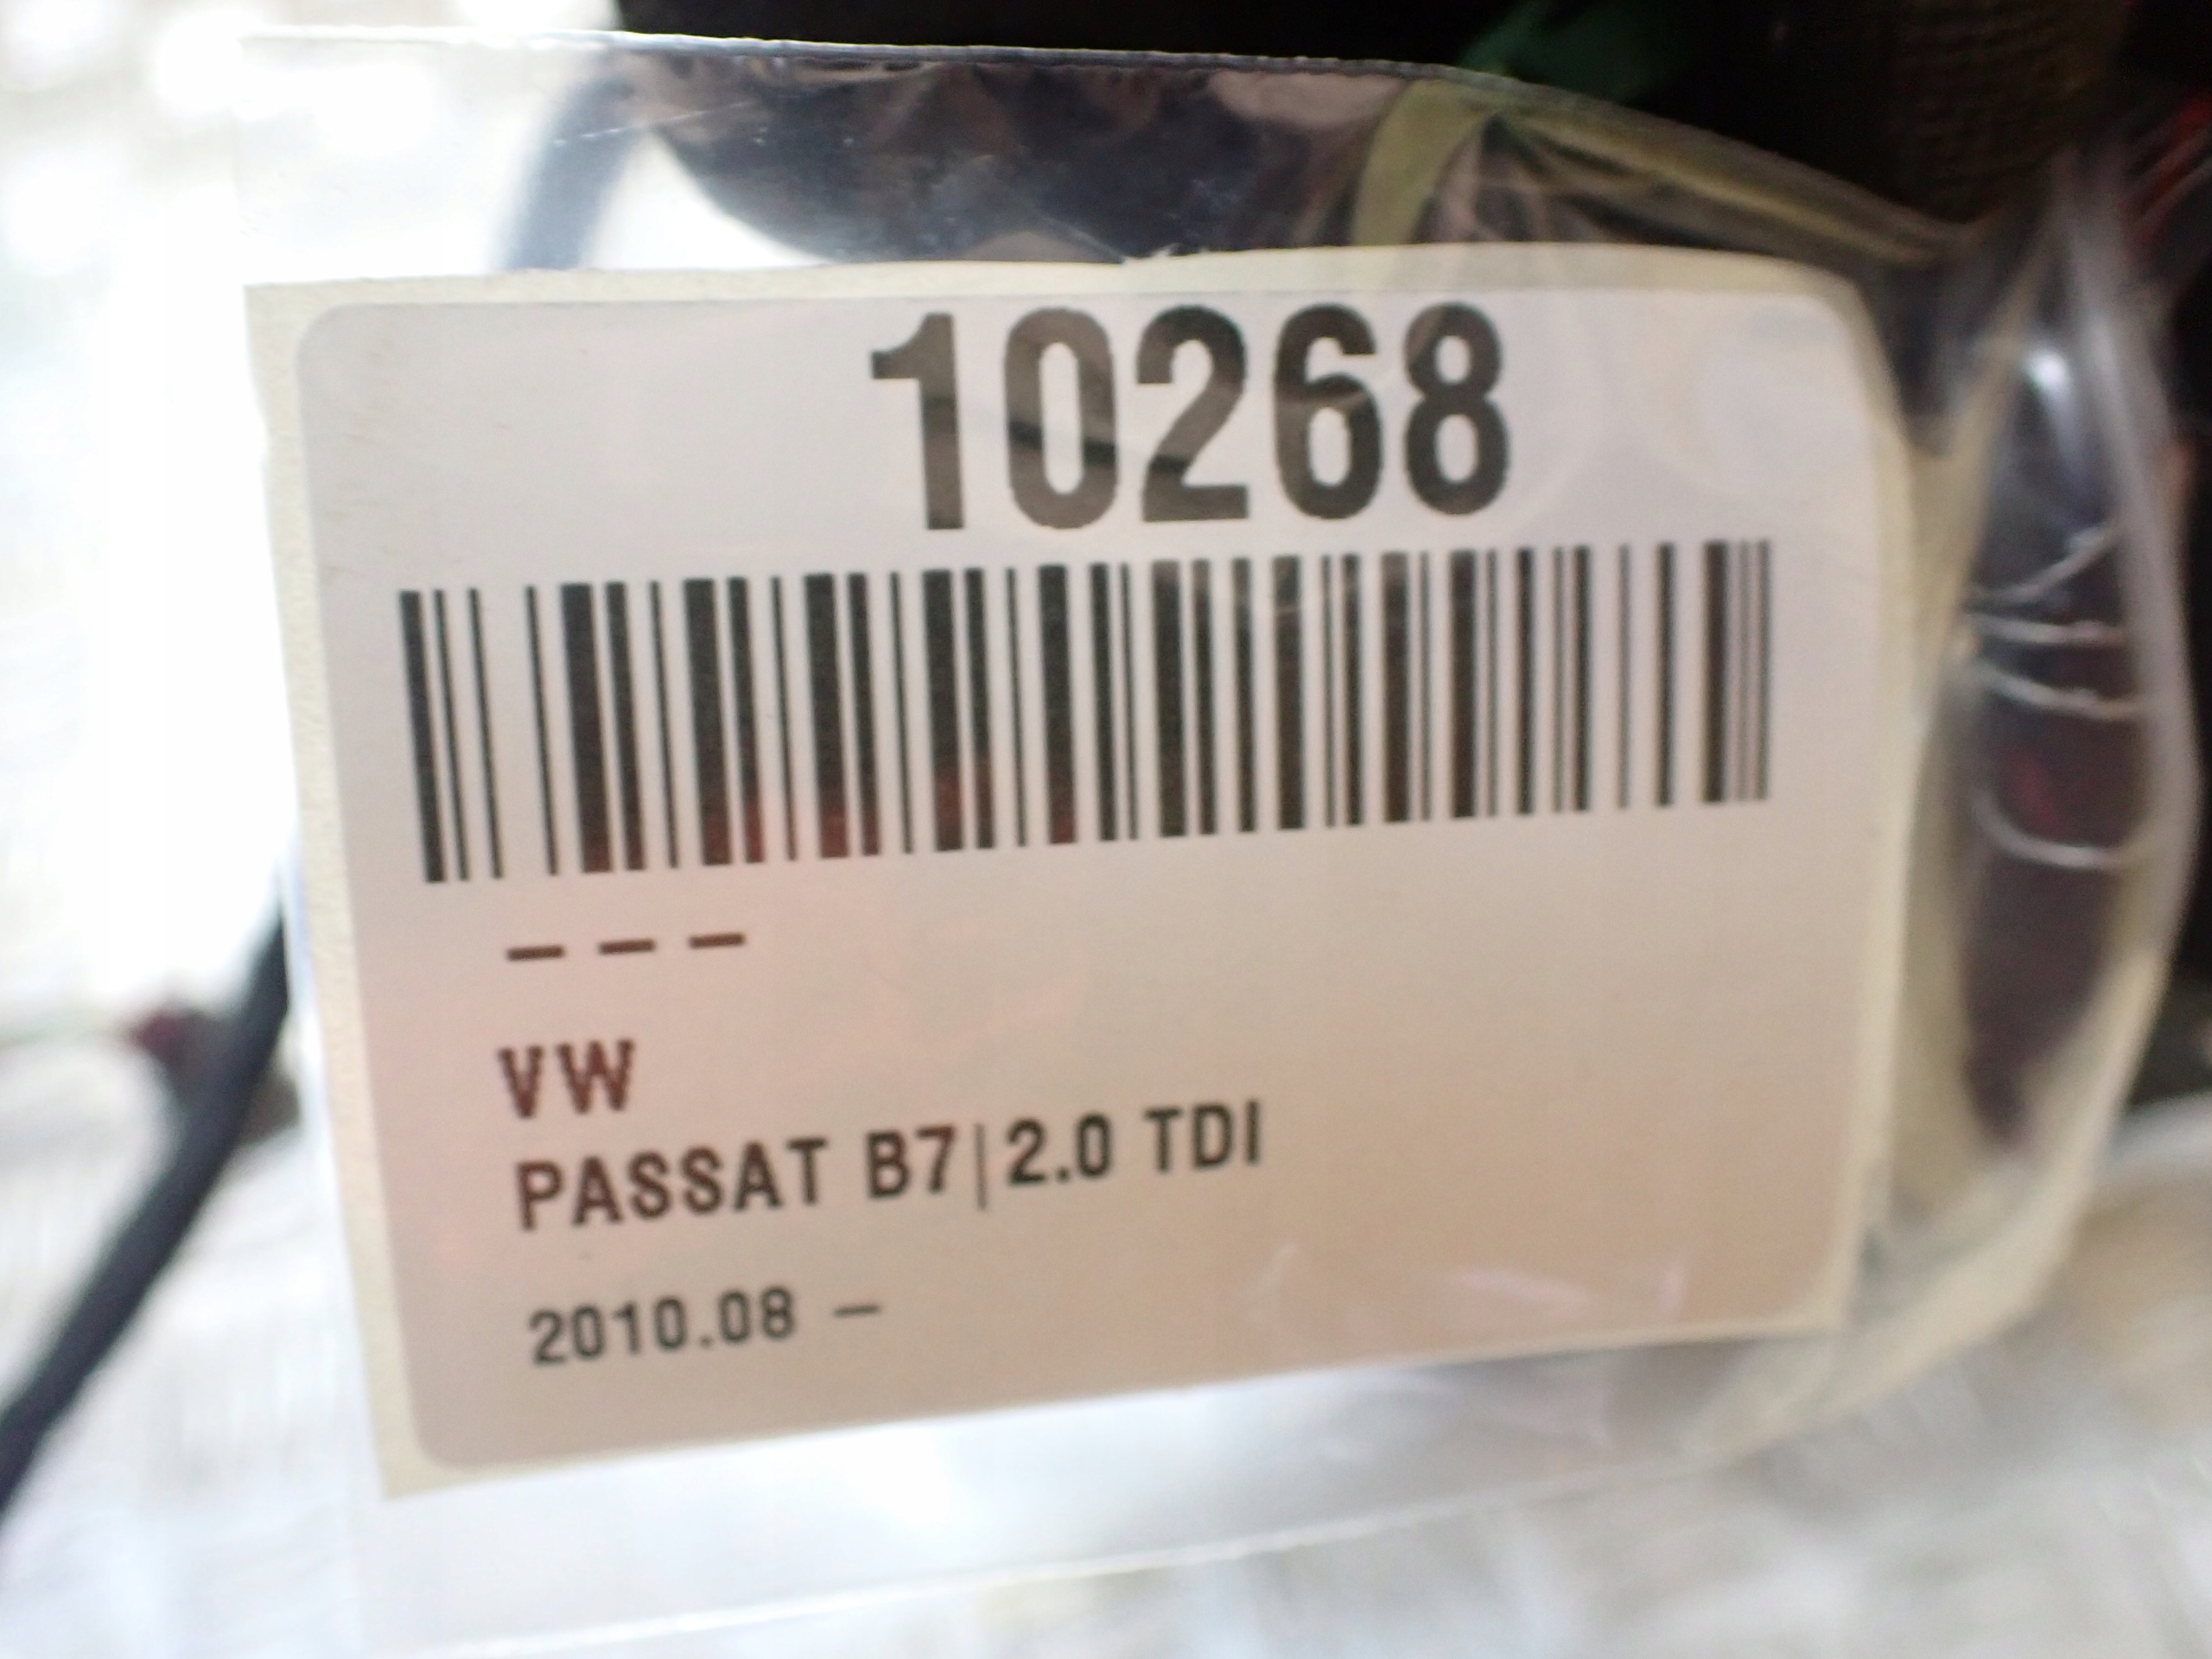 10268
– – –
VW
PASSAT B7|2.0 TDI
2010.08 –